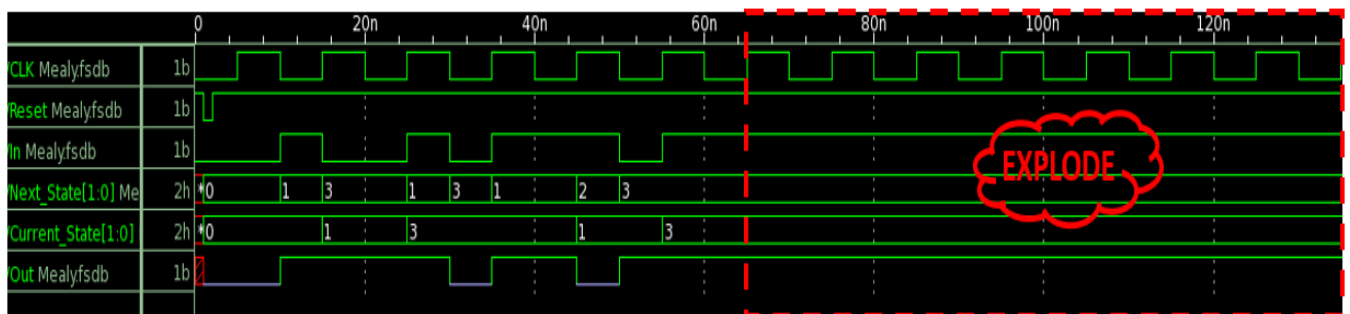 0 20n 40n 60n 80n 100n 120n
/CLK Mealy.fsdb 1b
/Reset Mealy.fsdb 1b
/In Mealy.fsdb 1b
/Next_State[1:0] Me 2h *0 1 3 1 3 1 2 3
EXPLODE
/Current_State[1:0] 2h *0 1 3 1 3
/Out Mealy.fsdb 1b